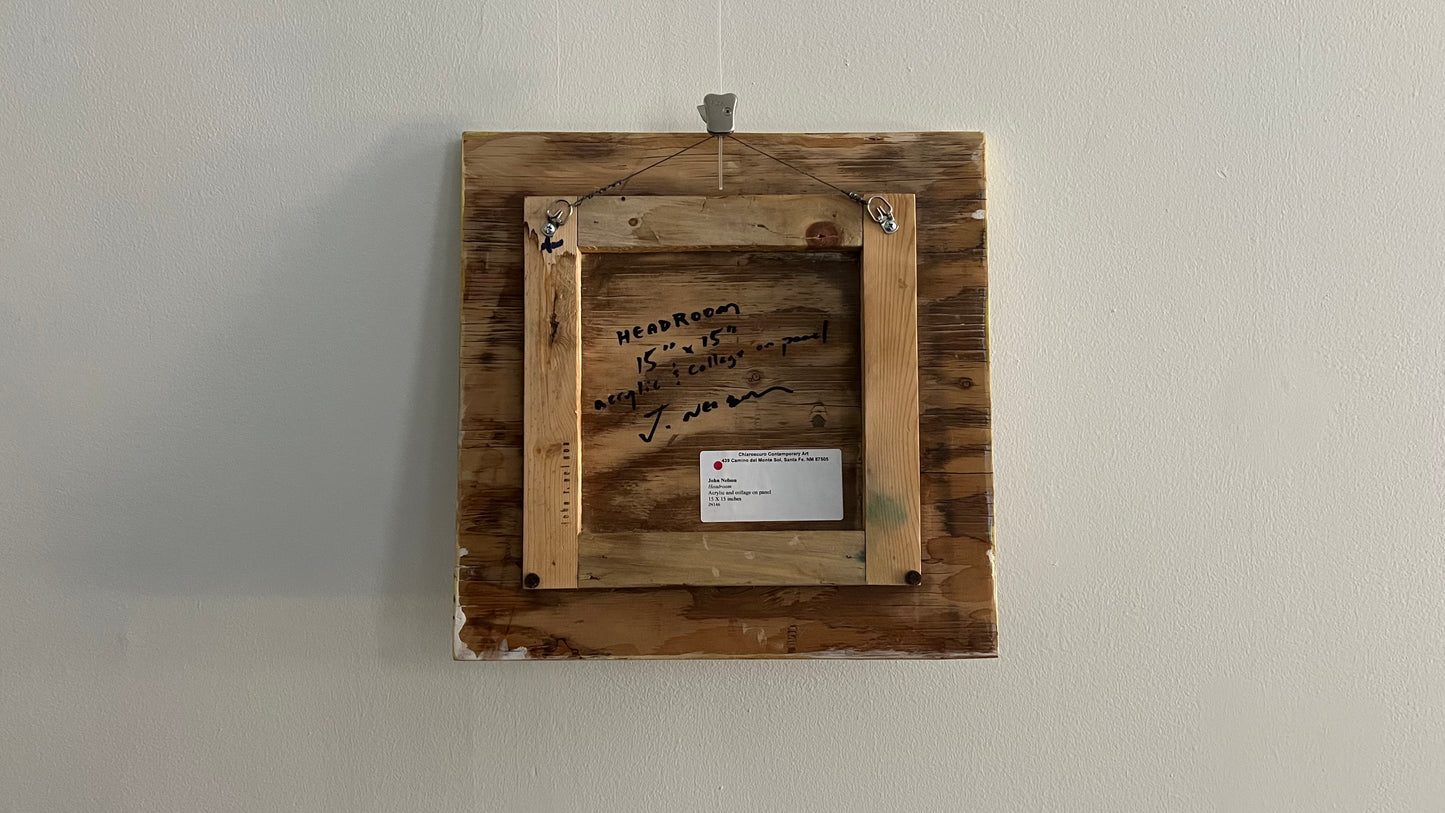 HEADROOM
15" x 15"
acrylic & collage on panel
J. Nelson
Chiaroscuro Contemporary Art
439 Camino del Monte Sol, Santa Fe, NM 87505
John Nelson
Headroom
Acrylic and collage on panel
15 X 15 inches
JN146